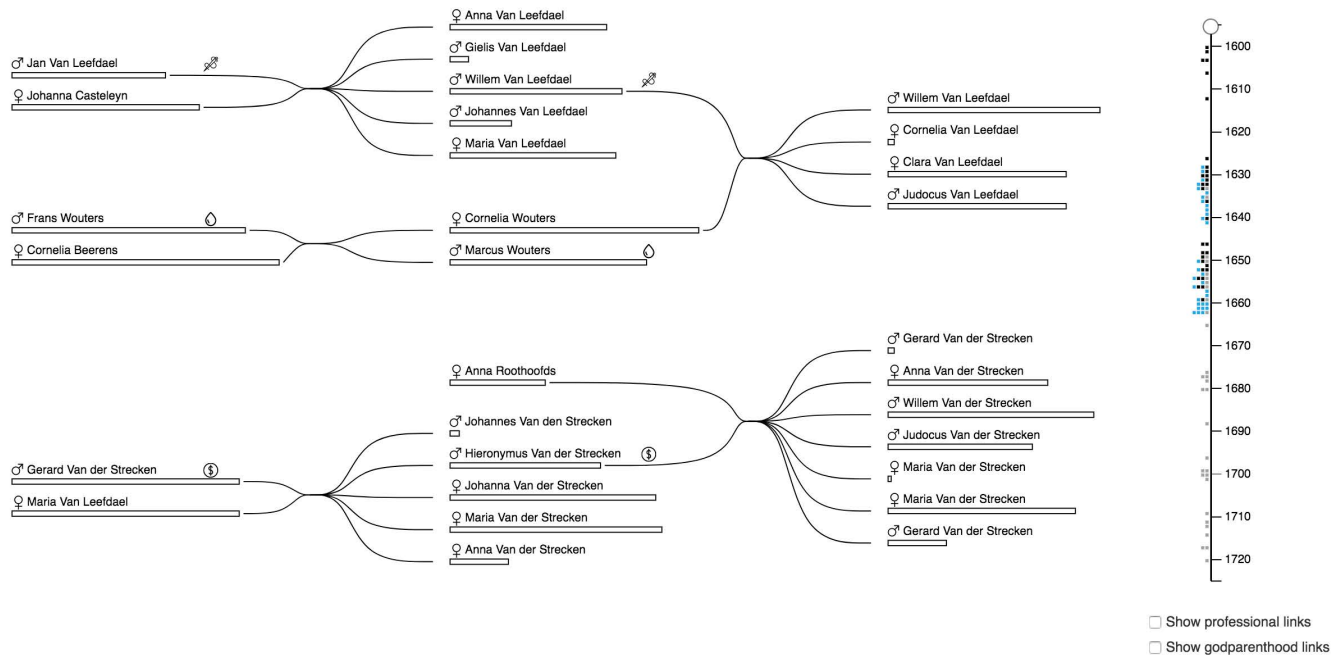 ♀ Anna Van Leefdael
♂ Gielis Van Leefdael
♂ Jan Van Leefdael
♂ Willem Van Leefdael
♀ Johanna Casteleyn
♂ Johannes Van Leefdael
♀ Maria Van Leefdael
♂ Willem Van Leefdael
♀ Cornelia Van Leefdael
♀ Clara Van Leefdael
♂ Judocus Van Leefdael
♂ Frans Wouters
♀ Cornelia Wouters
♀ Cornelia Beerens
♂ Marcus Wouters
♂ Gerard Van der Strecken
♀ Anna Roothoofds
♀ Anna Van der Strecken
♂ Willem Van der Strecken
♂ Johannes Van den Strecken
♂ Judocus Van der Strecken
♂ Hieronymus Van der Strecken $
♀ Maria Van der Strecken
♂ Gerard Van der Strecken $
♀ Johanna Van der Strecken
♀ Maria Van der Strecken
♀ Maria Van Leefdael
♀ Maria Van der Strecken
♂ Gerard Van der Strecken
♀ Anna Van der Strecken
1600
1610
1620
1630
1640
1650
1660
1670
1680
1690
1700
1710
1720
Show professional links
Show godparenthood links